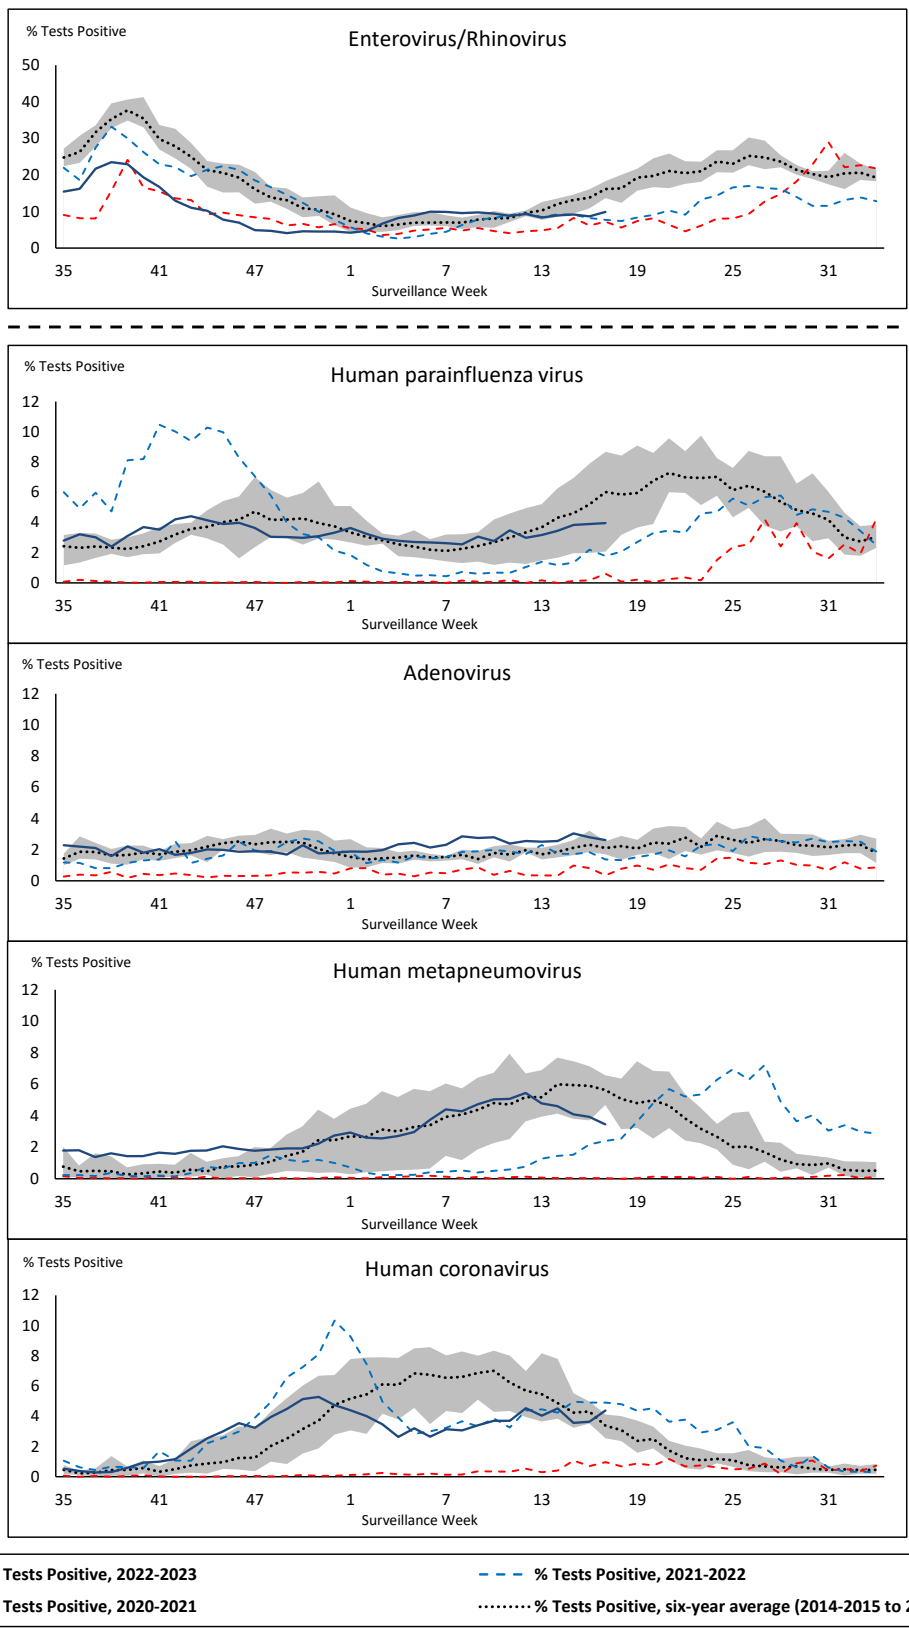 % Tests Positive
Enterovirus/Rhinovirus
50
40
30
20
10
0
35 41 47 1 7 13 19 25 31
Surveillance Week
% Tests Positive
Human parainfluenza virus
12
10
8
6
4
2
0
35 41 47 1 7 13 19 25 31
Surveillance Week
% Tests Positive
Adenovirus
12
10
8
6
4
2
0
35 41 47 1 7 13 19 25 31
Surveillance Week
% Tests Positive
Human metapneumovirus
12
10
8
6
4
2
0
35 41 47 1 7 13 19 25 31
Surveillance Week
% Tests Positive
Human coronavirus
12
10
8
6
4
2
0
35 41 47 1 7 13 19 25 31
Surveillance Week
Tests Positive, 2022-2023 % Tests Positive, 2021-2022
Tests Positive, 2020-2021 % Tests Positive, six-year average (2014-2015 to